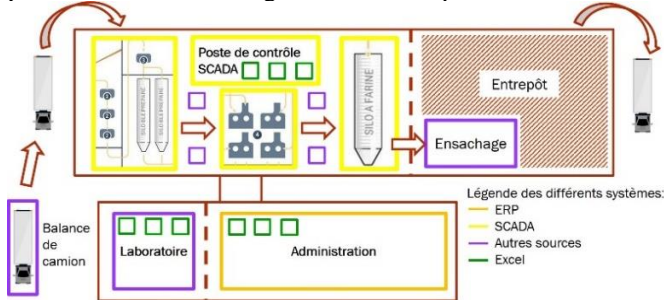 Poste de contrôle
SCADA
SILO À FARINE
Entrepôt
Ensachage
Balance
de
camion
Laboratoire
Administration
Légende des différents systèmes:
ERP
SCADA
Autres sources
Excel